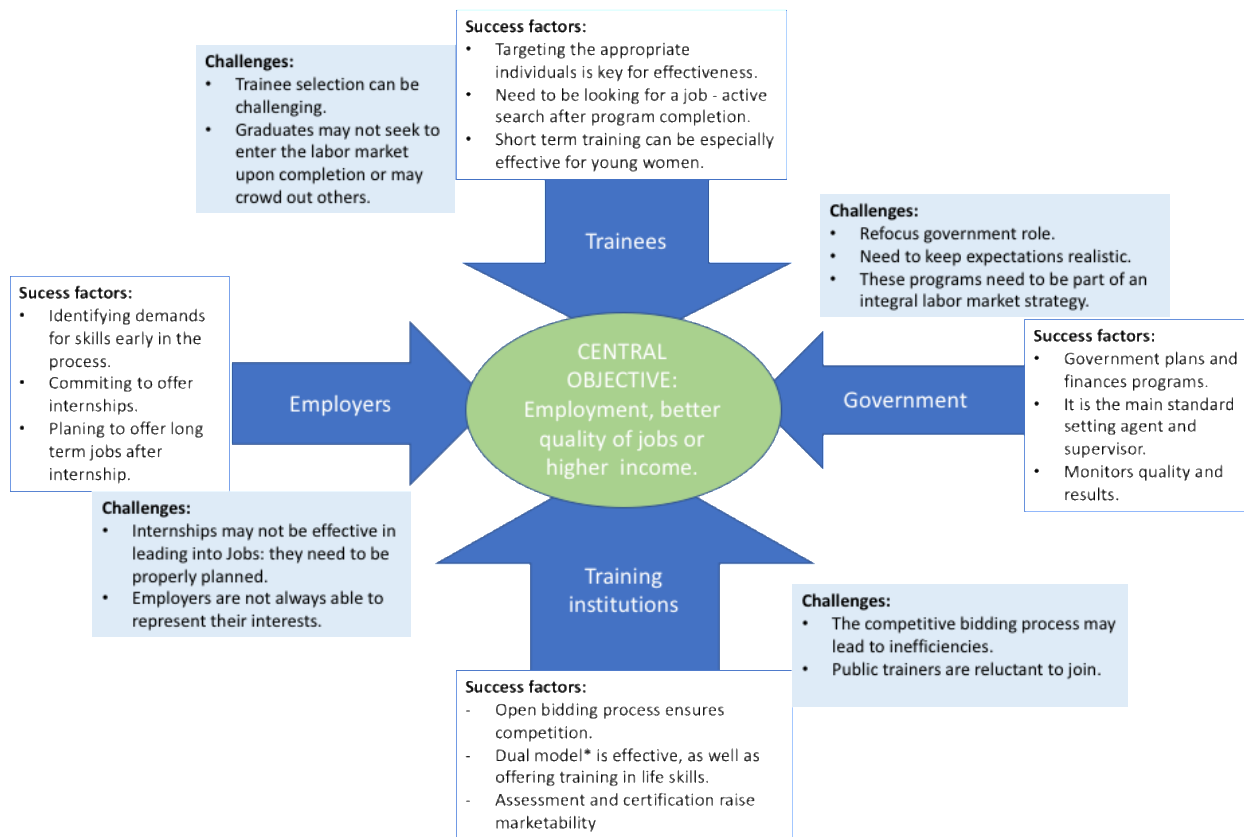 Success factors:
• Targeting the appropriate
individuals is key for effectiveness.
• Need to be looking for a job - active
search after program completion.
• Short term training can be especially
effective for young women.
Challenges:
• Trainee selection can be
challenging.
• Graduates may not seek to
enter the labor market
upon completion or may
crowd out others.
Trainees
Challenges:
• Refocus government role.
• Need to keep expectations realistic.
• These programs need to be part of an
integral labor market strategy.
Sucess factors:
• Identifying demands
for skills early in the
process.
• Commiting to offer
internships.
• Planing to offer long
term jobs after
internship.
Employers
CENTRAL
OBJECTIVE:
Employment, better
quality of jobs or
higher income.
Government
Success factors:
• Government plans and
finances programs.
• It is the main standard
setting agent and
supervisor.
• Monitors quality and
results.
Challenges:
• Internships may not be effective in
leading into Jobs: they need to be
properly planned.
• Employers are not always able to
represent their interests.
Training
institutions
Challenges:
• The competitive bidding process may
lead to inefficiencies.
• Public trainers are reluctant to join.
Success factors:
- Open bidding process ensures
competition.
- Dual model* is effective, as well as
offering training in life skills.
- Assessment and certification raise
marketability